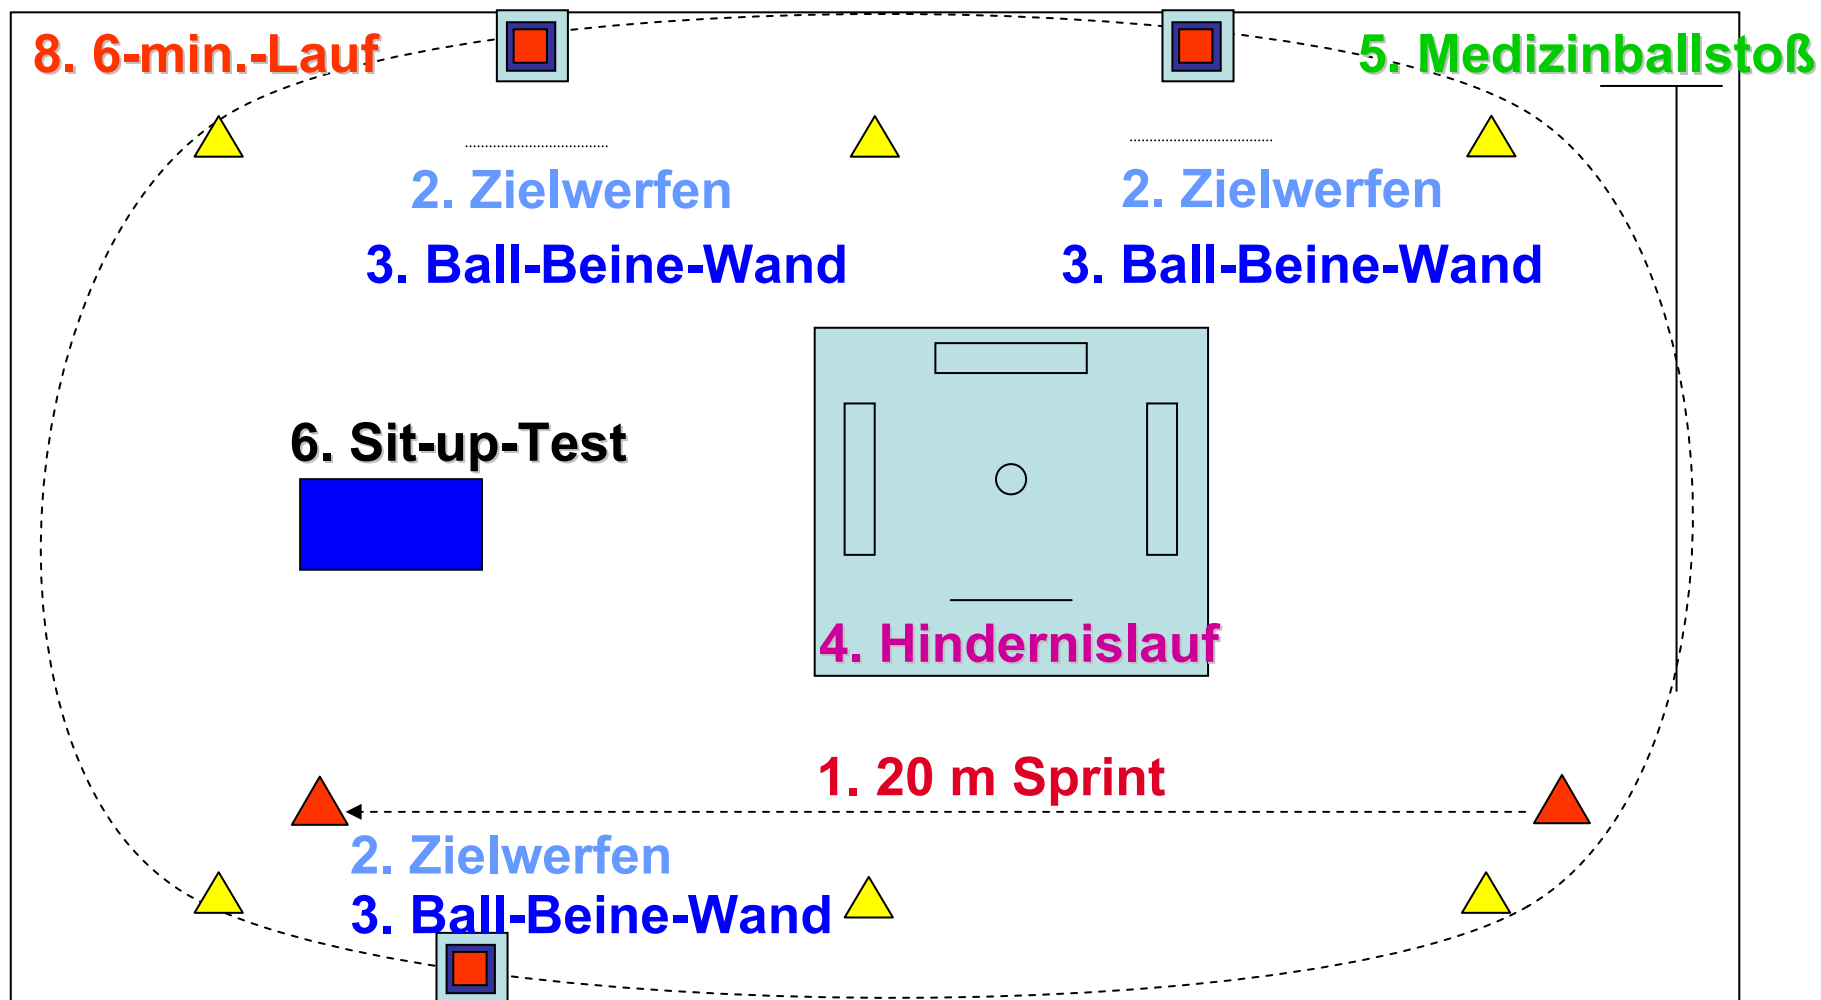 8. 6-min.-Lauf
5. Medizinballstoß
2. Zielwerfen
2. Zielwerfen
3. Ball-Beine-Wand
3. Ball-Beine-Wand
6. Sit-up-Test
4. Hindernislauf
1. 20 m Sprint
2. Zielwerfen
3. Ball-Beine-Wand